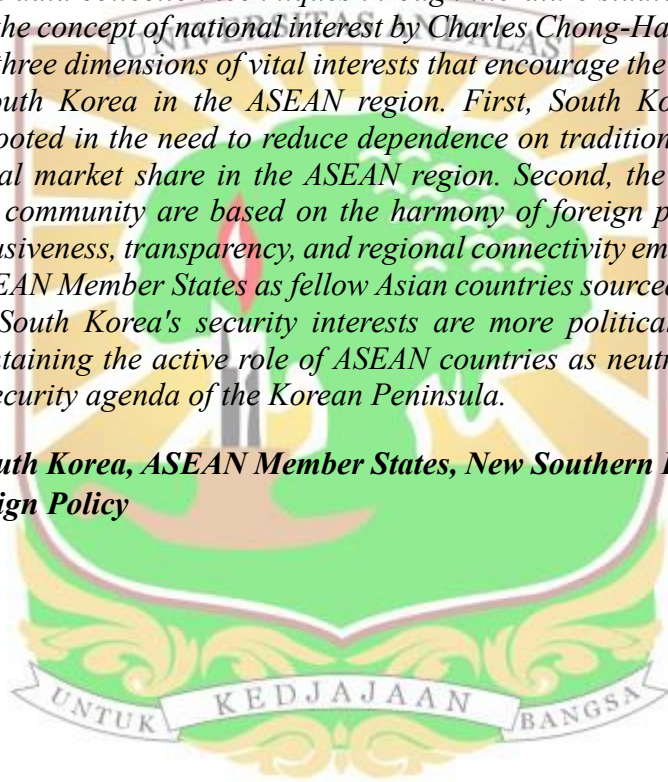 the concept of national interest by Charles Chong-Ha
UNIVERSITAS ANDALAS
three dimensions of vital interests that encourage the
outh Korea in the ASEAN region. First, South Ko
ooted in the need to reduce dependence on tradition
al market share in the ASEAN region. Second, the
community are based on the harmony of foreign p
usiveness, transparency, and regional connectivity em
EAN Member States as fellow Asian countries sourced
South Korea's security interests are more political
ntaining the active role of ASEAN countries as neutr
ecurity agenda of the Korean Peninsula.
uth Korea, ASEAN Member States, New Southern
ign Policy
UNTUK KEDJAJAAN BANGSA